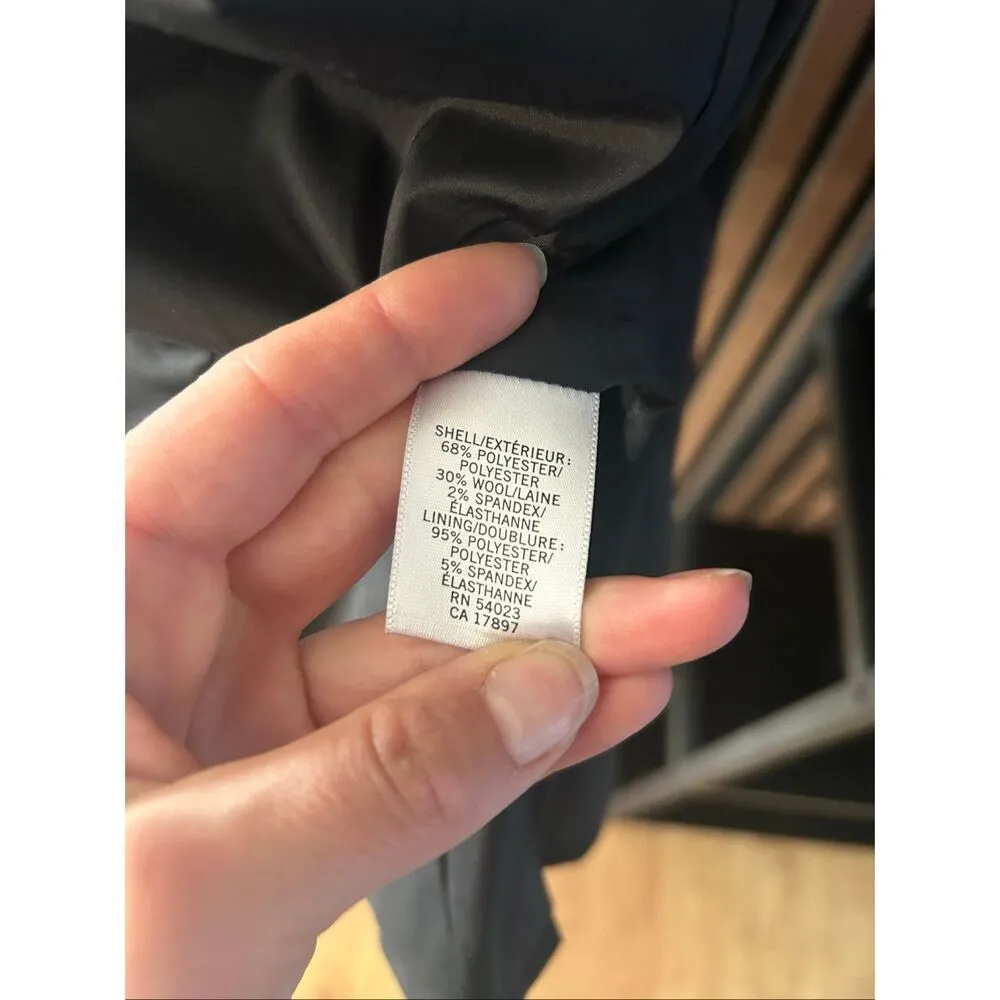 SHELL/EXTÉRIEUR:
68% POLYESTER/
POLYESTER
30% WOOL/LAINE
2% SPANDEX/
ÉLASTHANNE
LINING/DOUBLURE:
95% POLYESTER/
POLYESTER
5% SPANDEX/
ÉLASTHANNE
RN 54023
CA 17897